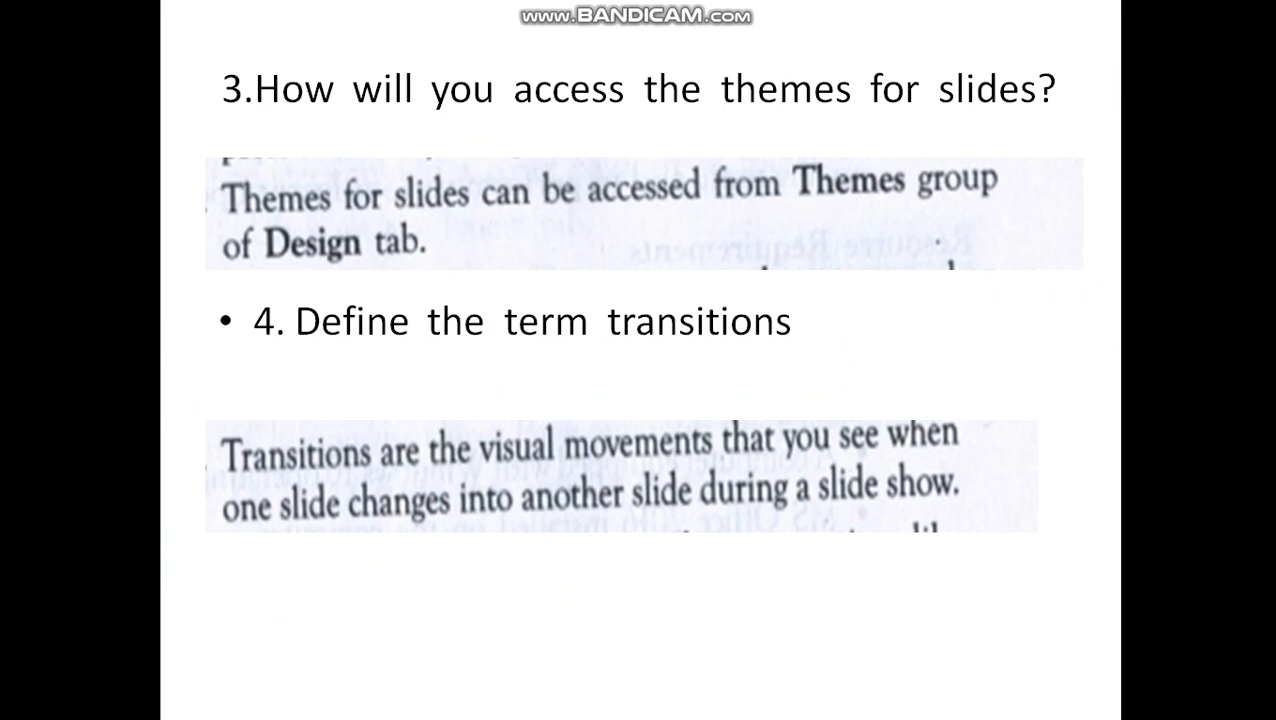 www.BANDICAM.com
3.How will you access the themes for slides?
Themes for slides can be accessed from Themes group
of Design tab.
• 4. Define the term transitions
Transitions are the visual movements that you see when
one slide changes into another slide during a slide show.